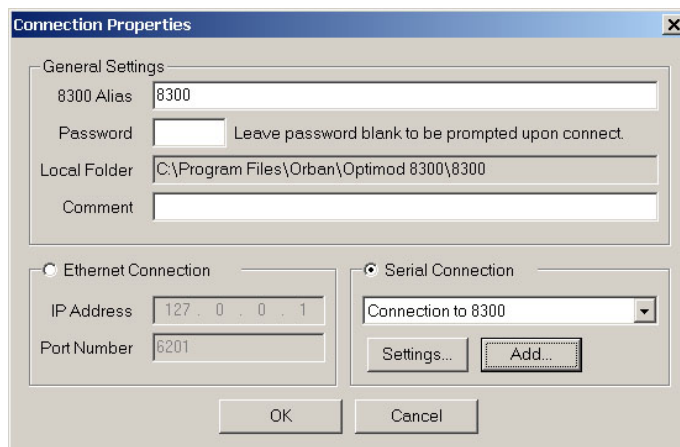 Connection Properties
General Settings
8300 Alias 8300
Password Leave password blank to be prompted upon connect.
Local Folder C:\Program Files\Orban\Optimod 8300\8300
Comment
Ethernet Connection
IP Address 127 . 0 . 0 . 1
Port Number 6201
Serial Connection
Connection to 8300
Settings... Add...
OK Cancel